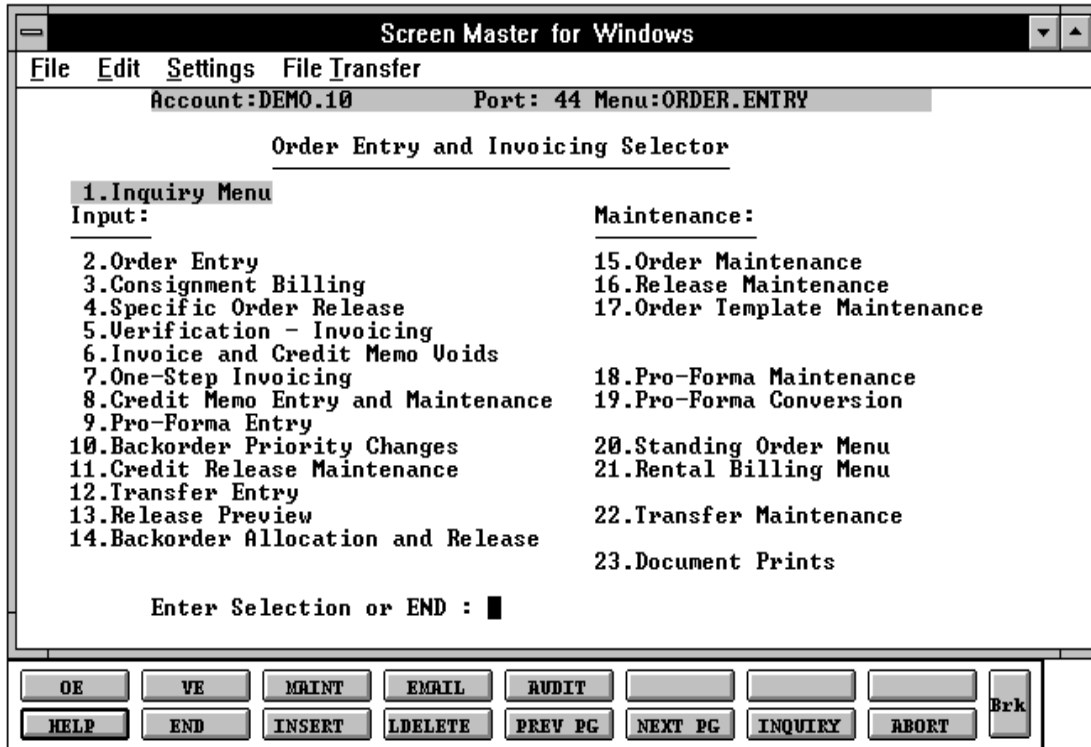 Screen Master for Windows
File Edit Settings File Transfer
Account:DEMO.10 Port: 44 Menu:ORDER.ENTRY
Order Entry and Invoicing Selector
1.Inquiry Menu
Input: Maintenance:
2.Order Entry 15.Order Maintenance
3.Consignment Billing 16.Release Maintenance
4.Specific Order Release 17.Order Template Maintenance
5.Verification - Invoicing
6.Invoice and Credit Memo Voids
7.One-Step Invoicing 18.Pro-Forma Maintenance
8.Credit Memo Entry and Maintenance 19.Pro-Forma Conversion
9.Pro-Forma Entry
10.Backorder Priority Changes 20.Standing Order Menu
11.Credit Release Maintenance 21.Rental Billing Menu
12.Transfer Entry
13.Release Preview 22.Transfer Maintenance
14.Backorder Allocation and Release
23.Document Prints
Enter Selection or END :
OE VE MAINT EMAIL AUDIT
Brk
HELP END INSERT LDELETE PREV PG NEXT PG INQUIRY ABORT